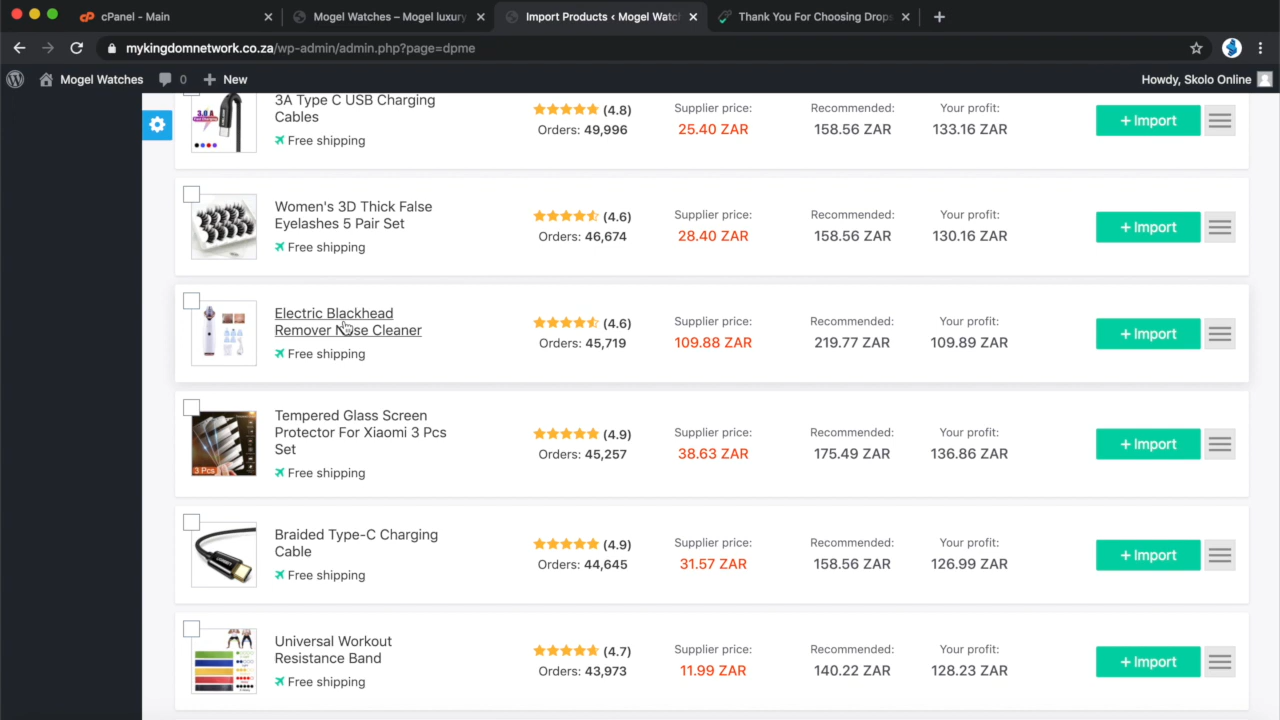 cPanel - Main
Mogel Watches – Mogel luxury
Import Products ‹ Mogel Watc
Thank You For Choosing Drops
mykingdomnetwork.co.za/wp-admin/admin.php?page=dpme
Mogel Watches
0
New
Howdy, Skolo Online
3A Type C USB Charging
Cables
Free shipping
(4.8)
Orders: 49,996
Supplier price:
25.40 ZAR
Recommended:
158.56 ZAR
Your profit:
133.16 ZAR
+ Import
Women's 3D Thick False
Eyelashes 5 Pair Set
Free shipping
(4.6)
Orders: 46,674
Supplier price:
28.40 ZAR
Recommended:
158.56 ZAR
Your profit:
130.16 ZAR
+ Import
Electric Blackhead
Remover Nose Cleaner
Free shipping
(4.6)
Orders: 45,719
Supplier price:
109.88 ZAR
Recommended:
219.77 ZAR
Your profit:
109.89 ZAR
+ Import
Tempered Glass Screen
Protector For Xiaomi 3 Pcs
Set
Free shipping
3 Pcs
(4.9)
Orders: 45,257
Supplier price:
38.63 ZAR
Recommended:
175.49 ZAR
Your profit:
136.86 ZAR
+ Import
Braided Type-C Charging
Cable
Free shipping
(4.9)
Orders: 44,645
Supplier price:
31.57 ZAR
Recommended:
158.56 ZAR
Your profit:
126.99 ZAR
+ Import
Universal Workout
Resistance Band
Free shipping
(4.7)
Orders: 43,973
Supplier price:
11.99 ZAR
Recommended:
140.22 ZAR
Your profit:
128.23 ZAR
+ Import